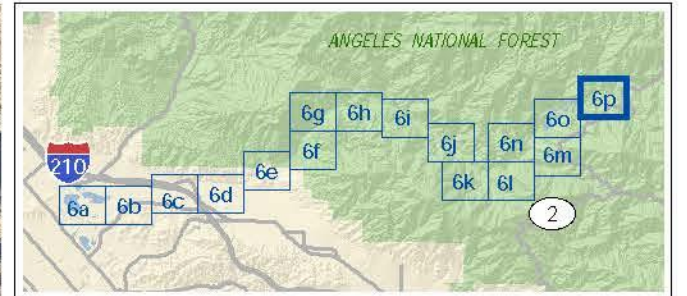 ANGELES NATIONAL FOREST
6p
6g 6h 6i 6o
6j 6n
6f 6m
6e
210
6k 6l
6d
6c
6a 6b
2